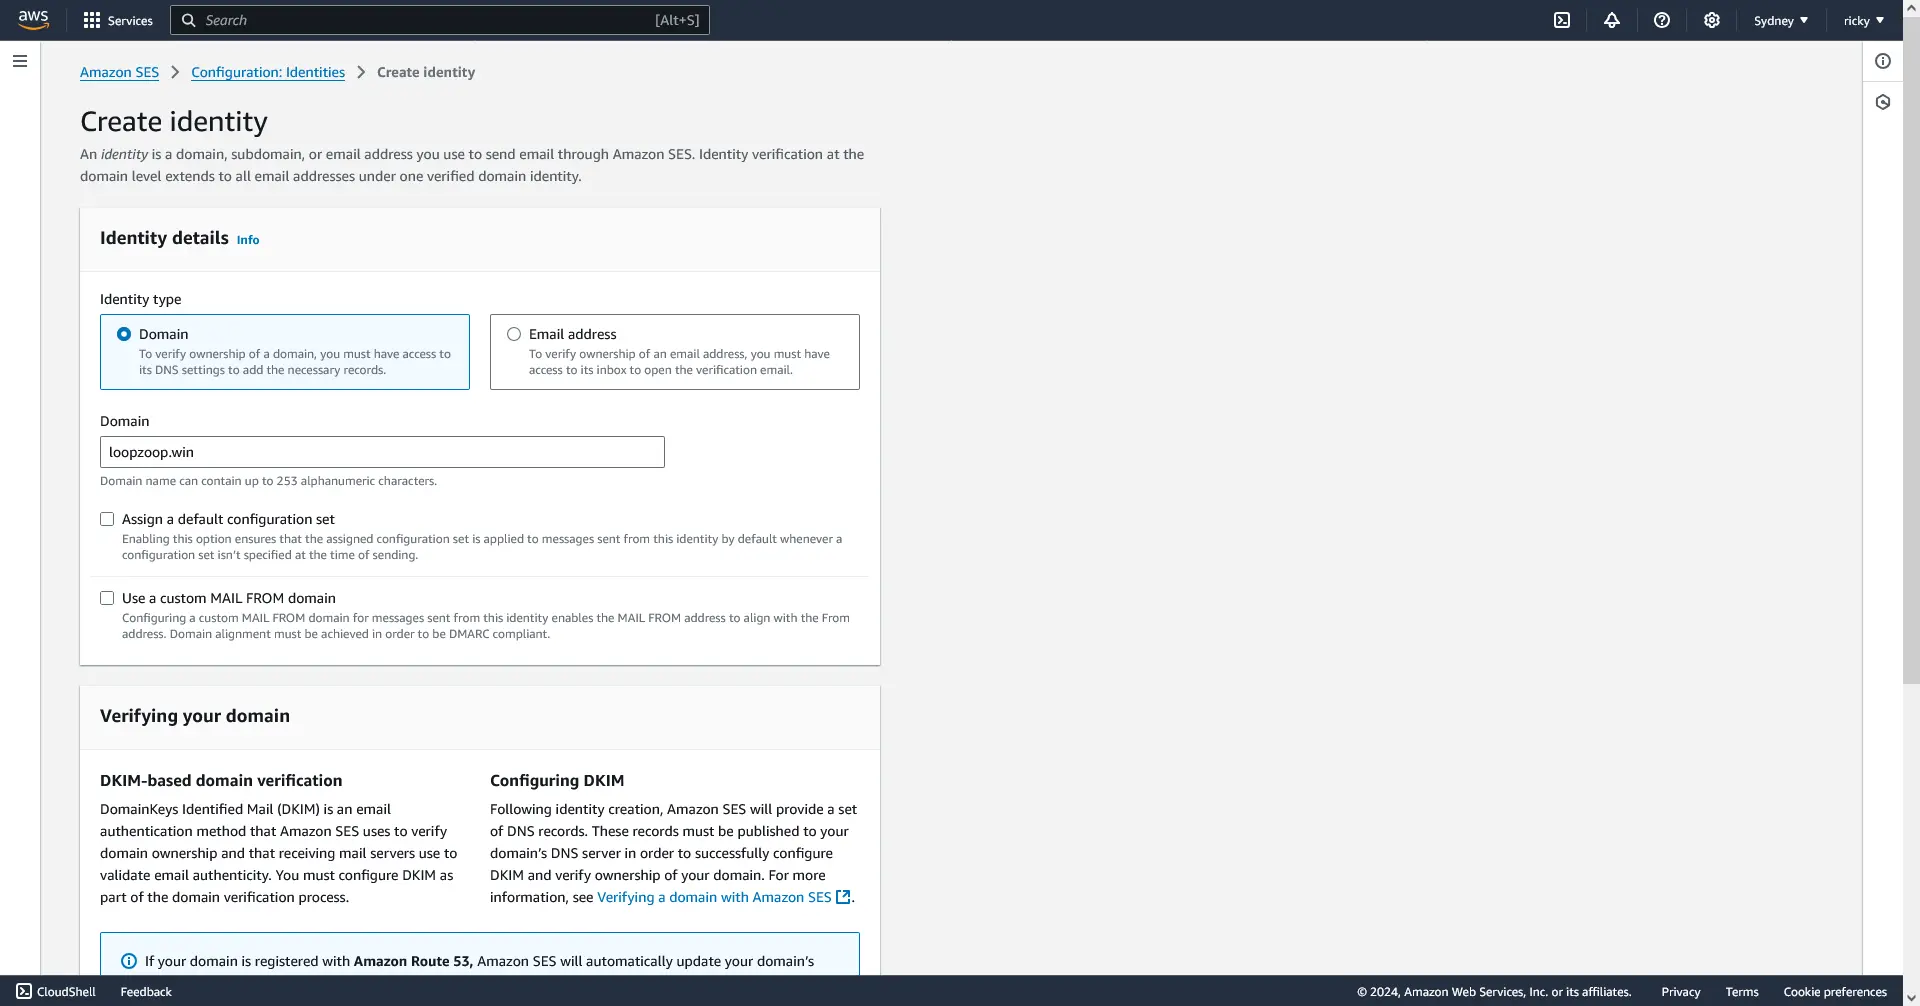 aws
Services
Search
[Alt+S]
Sydney
ricky
Amazon SES
Configuration: Identities
Create identity
Create identity
An identity is a domain, subdomain, or email address you use to send email through Amazon SES. Identity verification at the
domain level extends to all email addresses under one verified domain identity.
Identity details Info
Identity type
Domain
To verify ownership of a domain, you must have access to
its DNS settings to add the necessary records.
Email address
To verify ownership of an email address, you must have
access to its inbox to open the verification email.
Domain
loopzoop.win
Domain name can contain up to 253 alphanumeric characters.
Assign a default configuration set
Enabling this option ensures that the assigned configuration set is applied to messages sent from this identity by default whenever a
configuration set isn't specified at the time of sending.
Use a custom MAIL FROM domain
Configuring a custom MAIL FROM domain for messages sent from this identity enables the MAIL FROM address to align with the From
address. Domain alignment must be achieved in order to be DMARC compliant.
Verifying your domain
DKIM-based domain verification
DomainKeys Identified Mail (DKIM) is an email
authentication method that Amazon SES uses to verify
domain ownership and that receiving mail servers use to
validate email authenticity. You must configure DKIM as
part of the domain verification process.
Configuring DKIM
Following identity creation, Amazon SES will provide a set
of DNS records. These records must be published to your
domain's DNS server in order to successfully configure
DKIM and verify ownership of your domain. For more
information, see Verifying a domain with Amazon SES.
If your domain is registered with Amazon Route 53, Amazon SES will automatically update your domain's
CloudShell
Feedback
© 2024, Amazon Web Services, Inc. or its affiliates.
Privacy
Terms
Cookie preferences